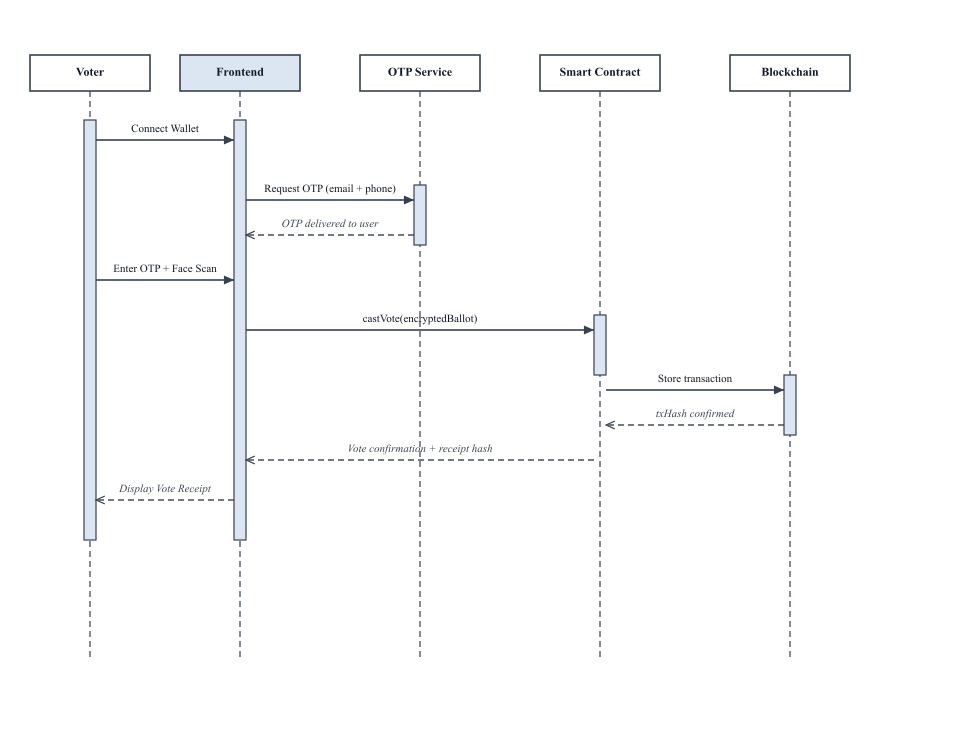 Voter
Frontend
OTP Service
Smart Contract
Blockchain
Connect Wallet
Request OTP (email + phone)
OTP delivered to user
Enter OTP + Face Scan
castVote(encryptedBallot)
Store transaction
txHash confirmed
Vote confirmation + receipt hash
Display Vote Receipt